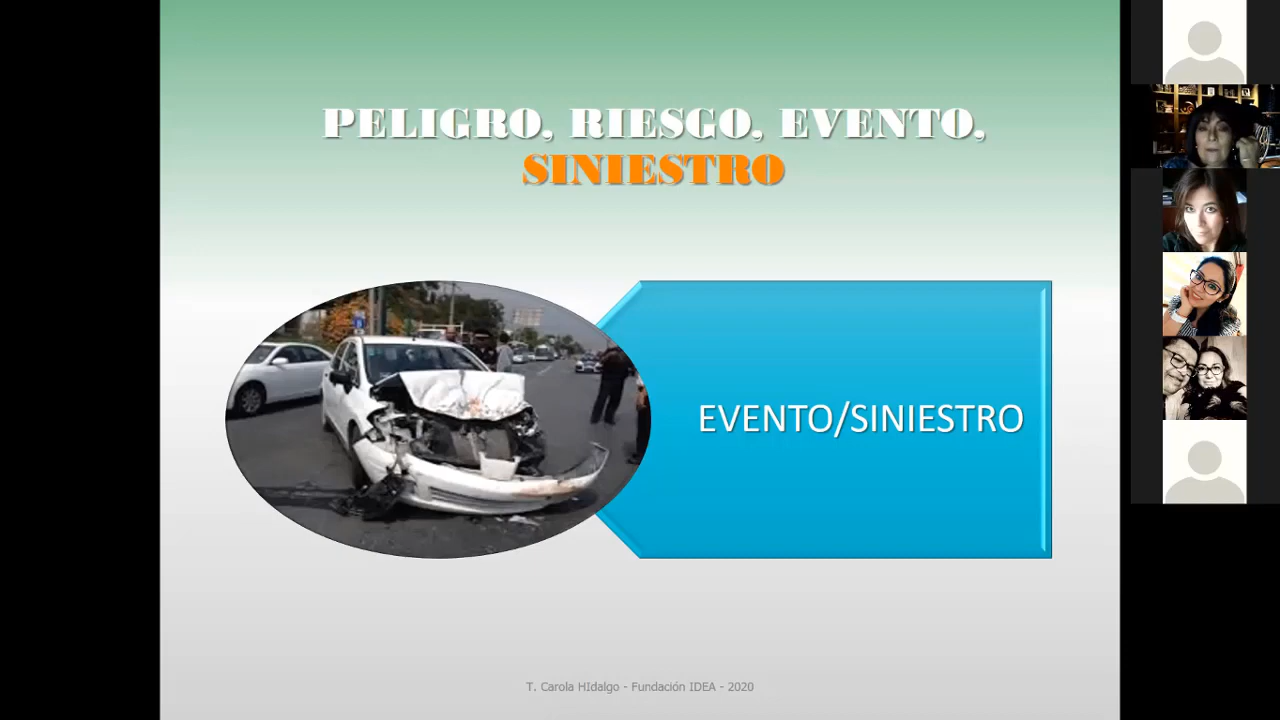 PELIGRO, RIESGO, EVENTO,
SINIESTRO
EVENTO/SINIESTRO
T. Carola HIdalgo - Fundación IDEA - 2020